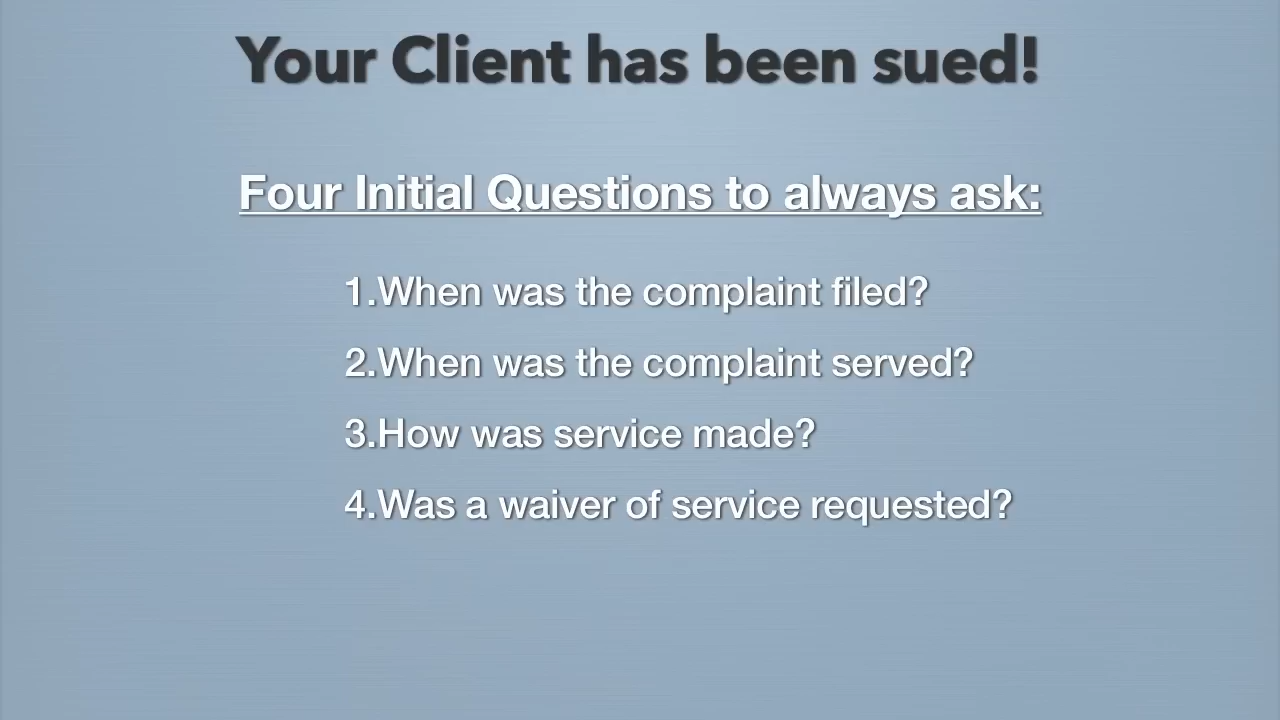 Your Client has been sued!
Four Initial Questions to always ask:
1.When was the complaint filed?
2.When was the complaint served?
3.How was service made?
4.Was a waiver of service requested?